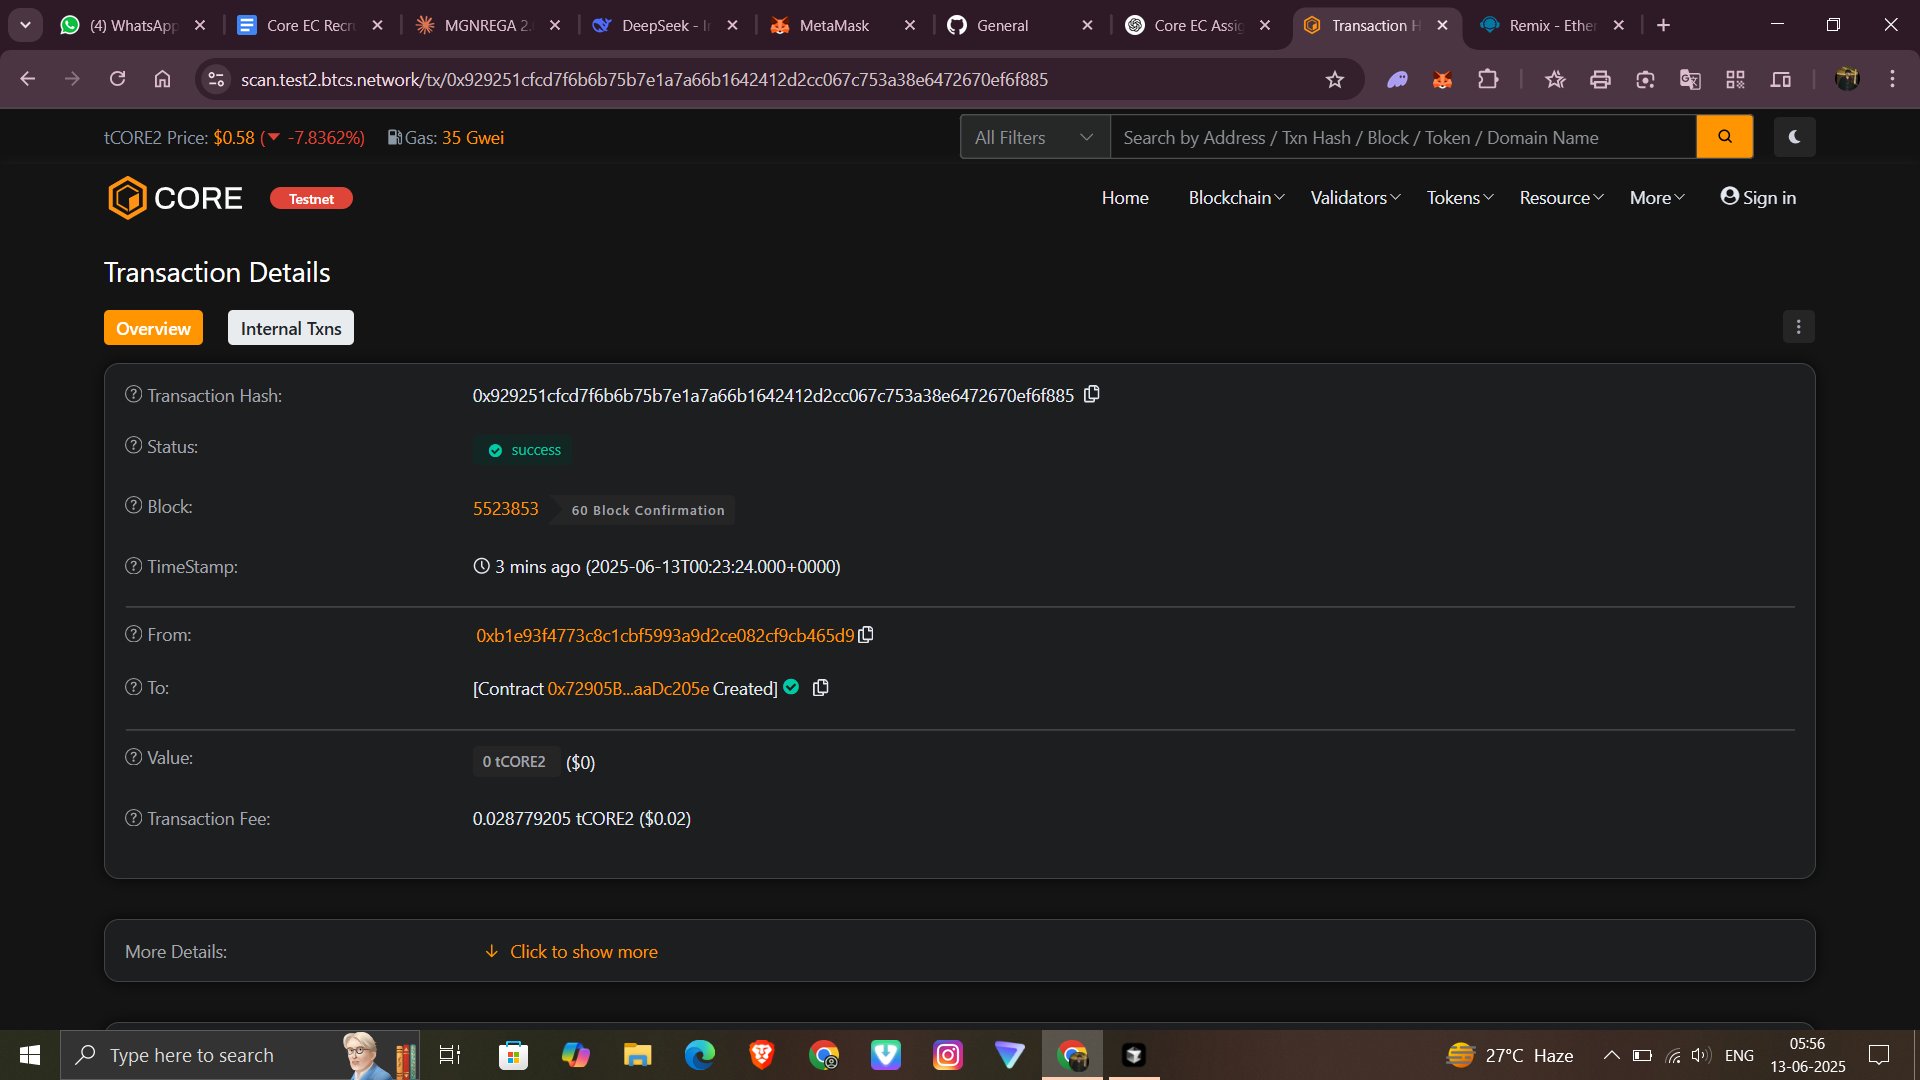 (4) WhatsApp
Core EC Recru
MGNREGA 2.
DeepSeek - In
MetaMask
General
Core EC Assig
Transaction H
Remix - Ether
scan.test2.btcs.network/tx/0x929251cfcd7f6b6b75b7e1a7a66b1642412d2cc067c753a38e6472670ef6f885
tCORE2 Price: $0.58 ( -7.8362%) Gas: 35 Gwei
All Filters
Search by Address / Txn Hash / Block / Token / Domain Name
CORE
Testnet
Home
Blockchain
Validators
Tokens
Resource
More
Sign in
Transaction Details
Overview
Internal Txns
Transaction Hash: 0x929251cfcd7f6b6b75b7e1a7a66b1642412d2cc067c753a38e6472670ef6f885
Status: success
Block: 5523853 60 Block Confirmation
TimeStamp: 3 mins ago (2025-06-13T00:23:24.000+0000)
From: 0xb1e93f4773c8c1cbf5993a9d2ce082cf9cb465d9
To: [Contract 0x72905B...aaDc205e Created]
Value: 0 tCORE2 ($0)
Transaction Fee: 0.028779205 tCORE2 ($0.02)
More Details: Click to show more
Type here to search
27°C Haze
ENG
05:56
13-06-2025